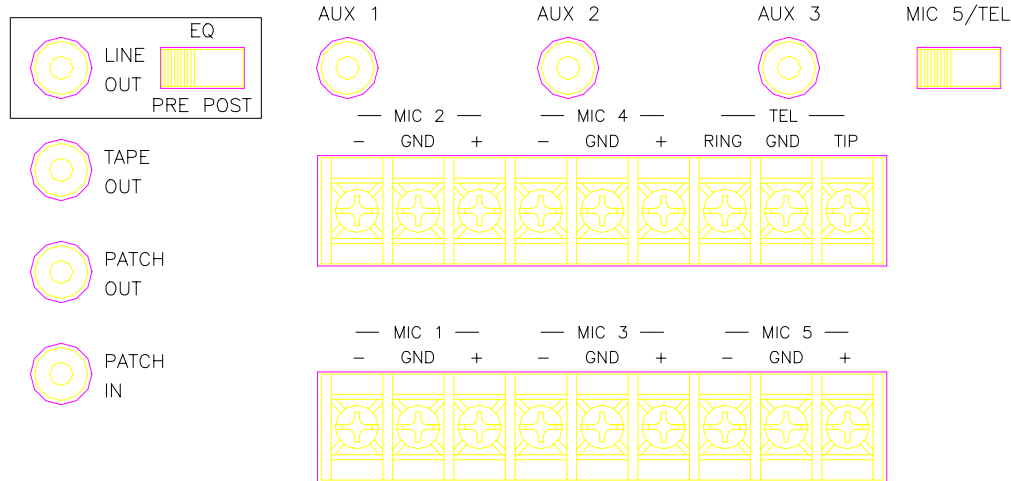 EQ
LINE
OUT
PRE POST
AUX 1
AUX 2
AUX 3
MIC 5/TEL
TAPE
OUT
PATCH
OUT
PATCH
IN
— MIC 2 — — MIC 4 — — TEL —
- GND + - GND + RING GND TIP
— MIC 1 — — MIC 3 — — MIC 5 —
- GND + - GND + - GND +